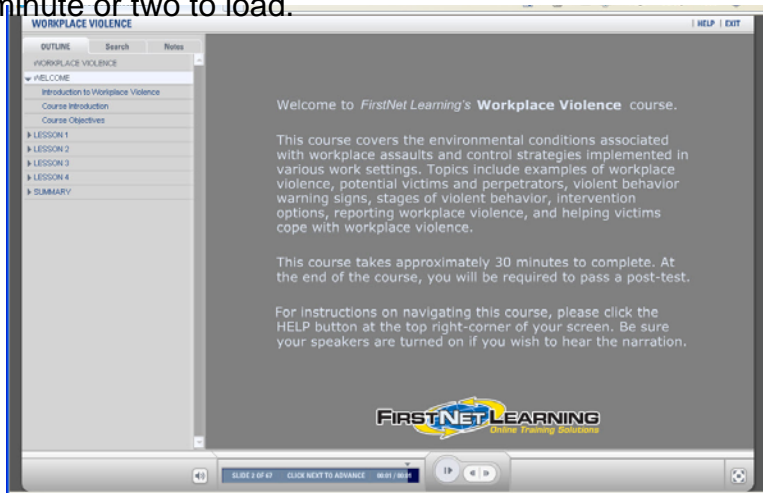 minute or two to load.
WORKPLACE VIOLENCE
| HELP | EXIT
OUTLINE Search Notes
WORKPLACE VIOLENCE
WELCOME
Introduction to Workplace Violence
Course Introduction
Course Objectives
LESSON 1
LESSON 2
LESSON 3
LESSON 4
SUMMARY
Welcome to FirstNet Learning's Workplace Violence course.
This course covers the environmental conditions associated
with workplace assaults and control strategies implemented in
various work settings. Topics include examples of workplace
violence, potential victims and perpetrators, violent behavior
warning signs, stages of violent behavior, intervention
options, reporting workplace violence, and helping victims
cope with workplace violence.
This course takes approximately 30 minutes to complete. At
the end of the course, you will be required to pass a post-test.
For instructions on navigating this course, please click the
HELP button at the top right-corner of your screen. Be sure
your speakers are turned on if you wish to hear the narration.
FIRSTNET LEARNING
Online Training Solutions
SLIDE 2 OF 67 CLICK NEXT TO ADVANCE 00:01 / 00:01